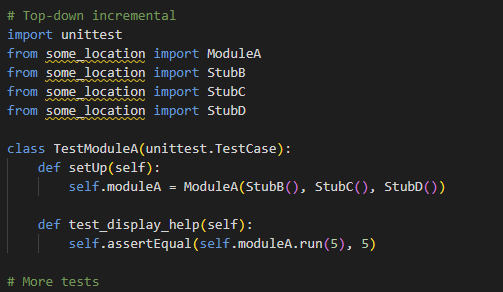 # Top-down incremental
import unittest
from some_location import ModuleA
from some_location import StubB
from some_location import StubC
from some_location import StubD

class TestModuleA(unittest.TestCase):
    def setUp(self):
        self.moduleA = ModuleA(StubB(), StubC(), StubD())

    def test_display_help(self):
        self.assertEqual(self.moduleA.run(5), 5)

# More tests